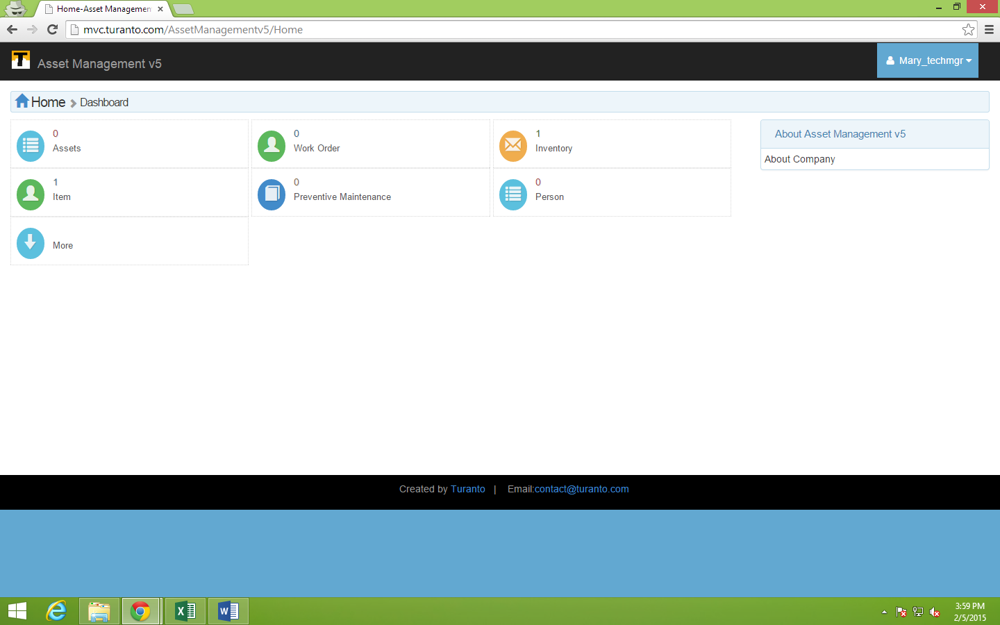 Home-Asset Managemen
mvc.turanto.com/AssetManagementv5/Home
T Asset Management v5
Mary_techmgr
Home Dashboard
0
Assets
0
Work Order
1
Inventory
1
Item
0
Preventive Maintenance
0
Person
More
About Asset Management v5
About Company
Created by Turanto | Email:contact@turanto.com
3:59 PM
2/5/2015